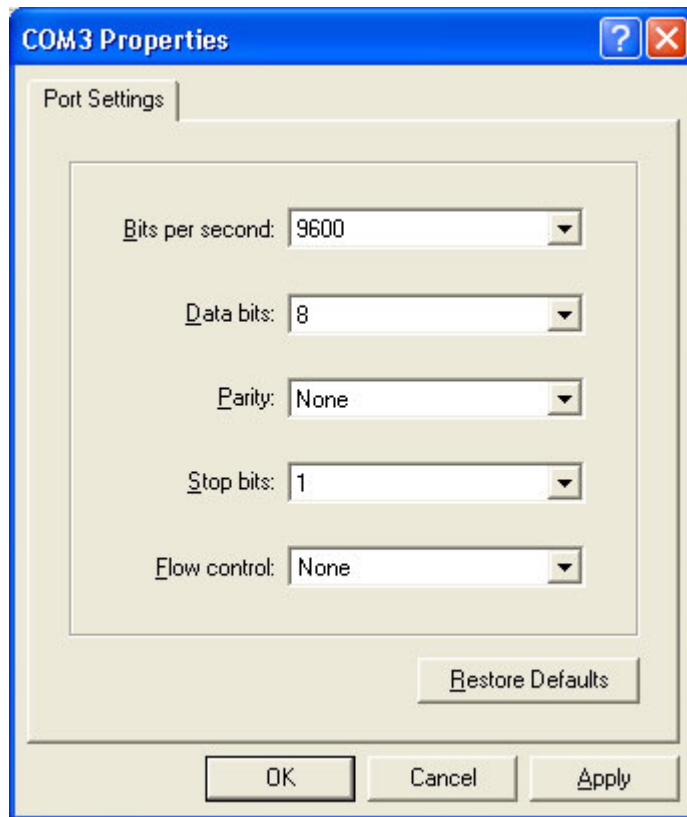 COM3 Properties
Port Settings
Bits per second: 9600
Data bits: 8
Parity: None
Stop bits: 1
Flow control: None
Restore Defaults
OK Cancel Apply